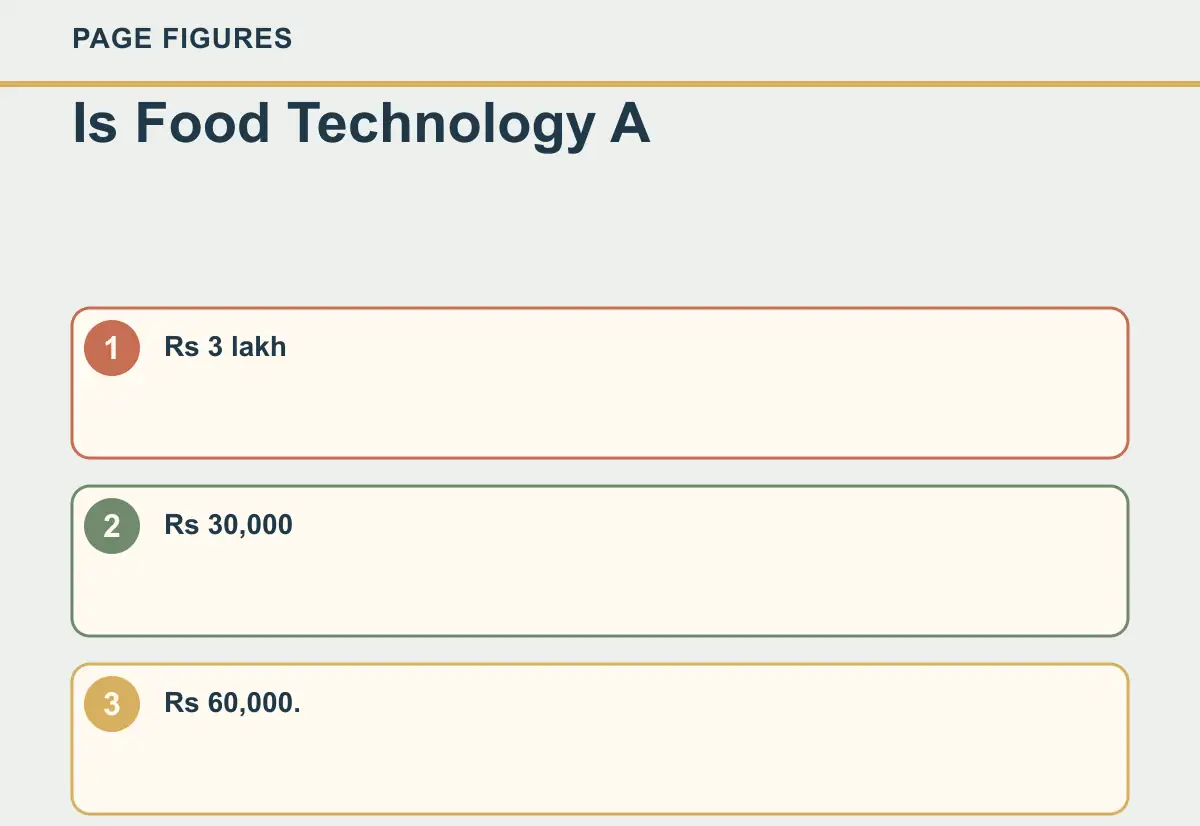 PAGE FIGURES
Is Food Technology A
1
Rs 3 lakh
2
Rs 30,000
3
Rs 60,000.